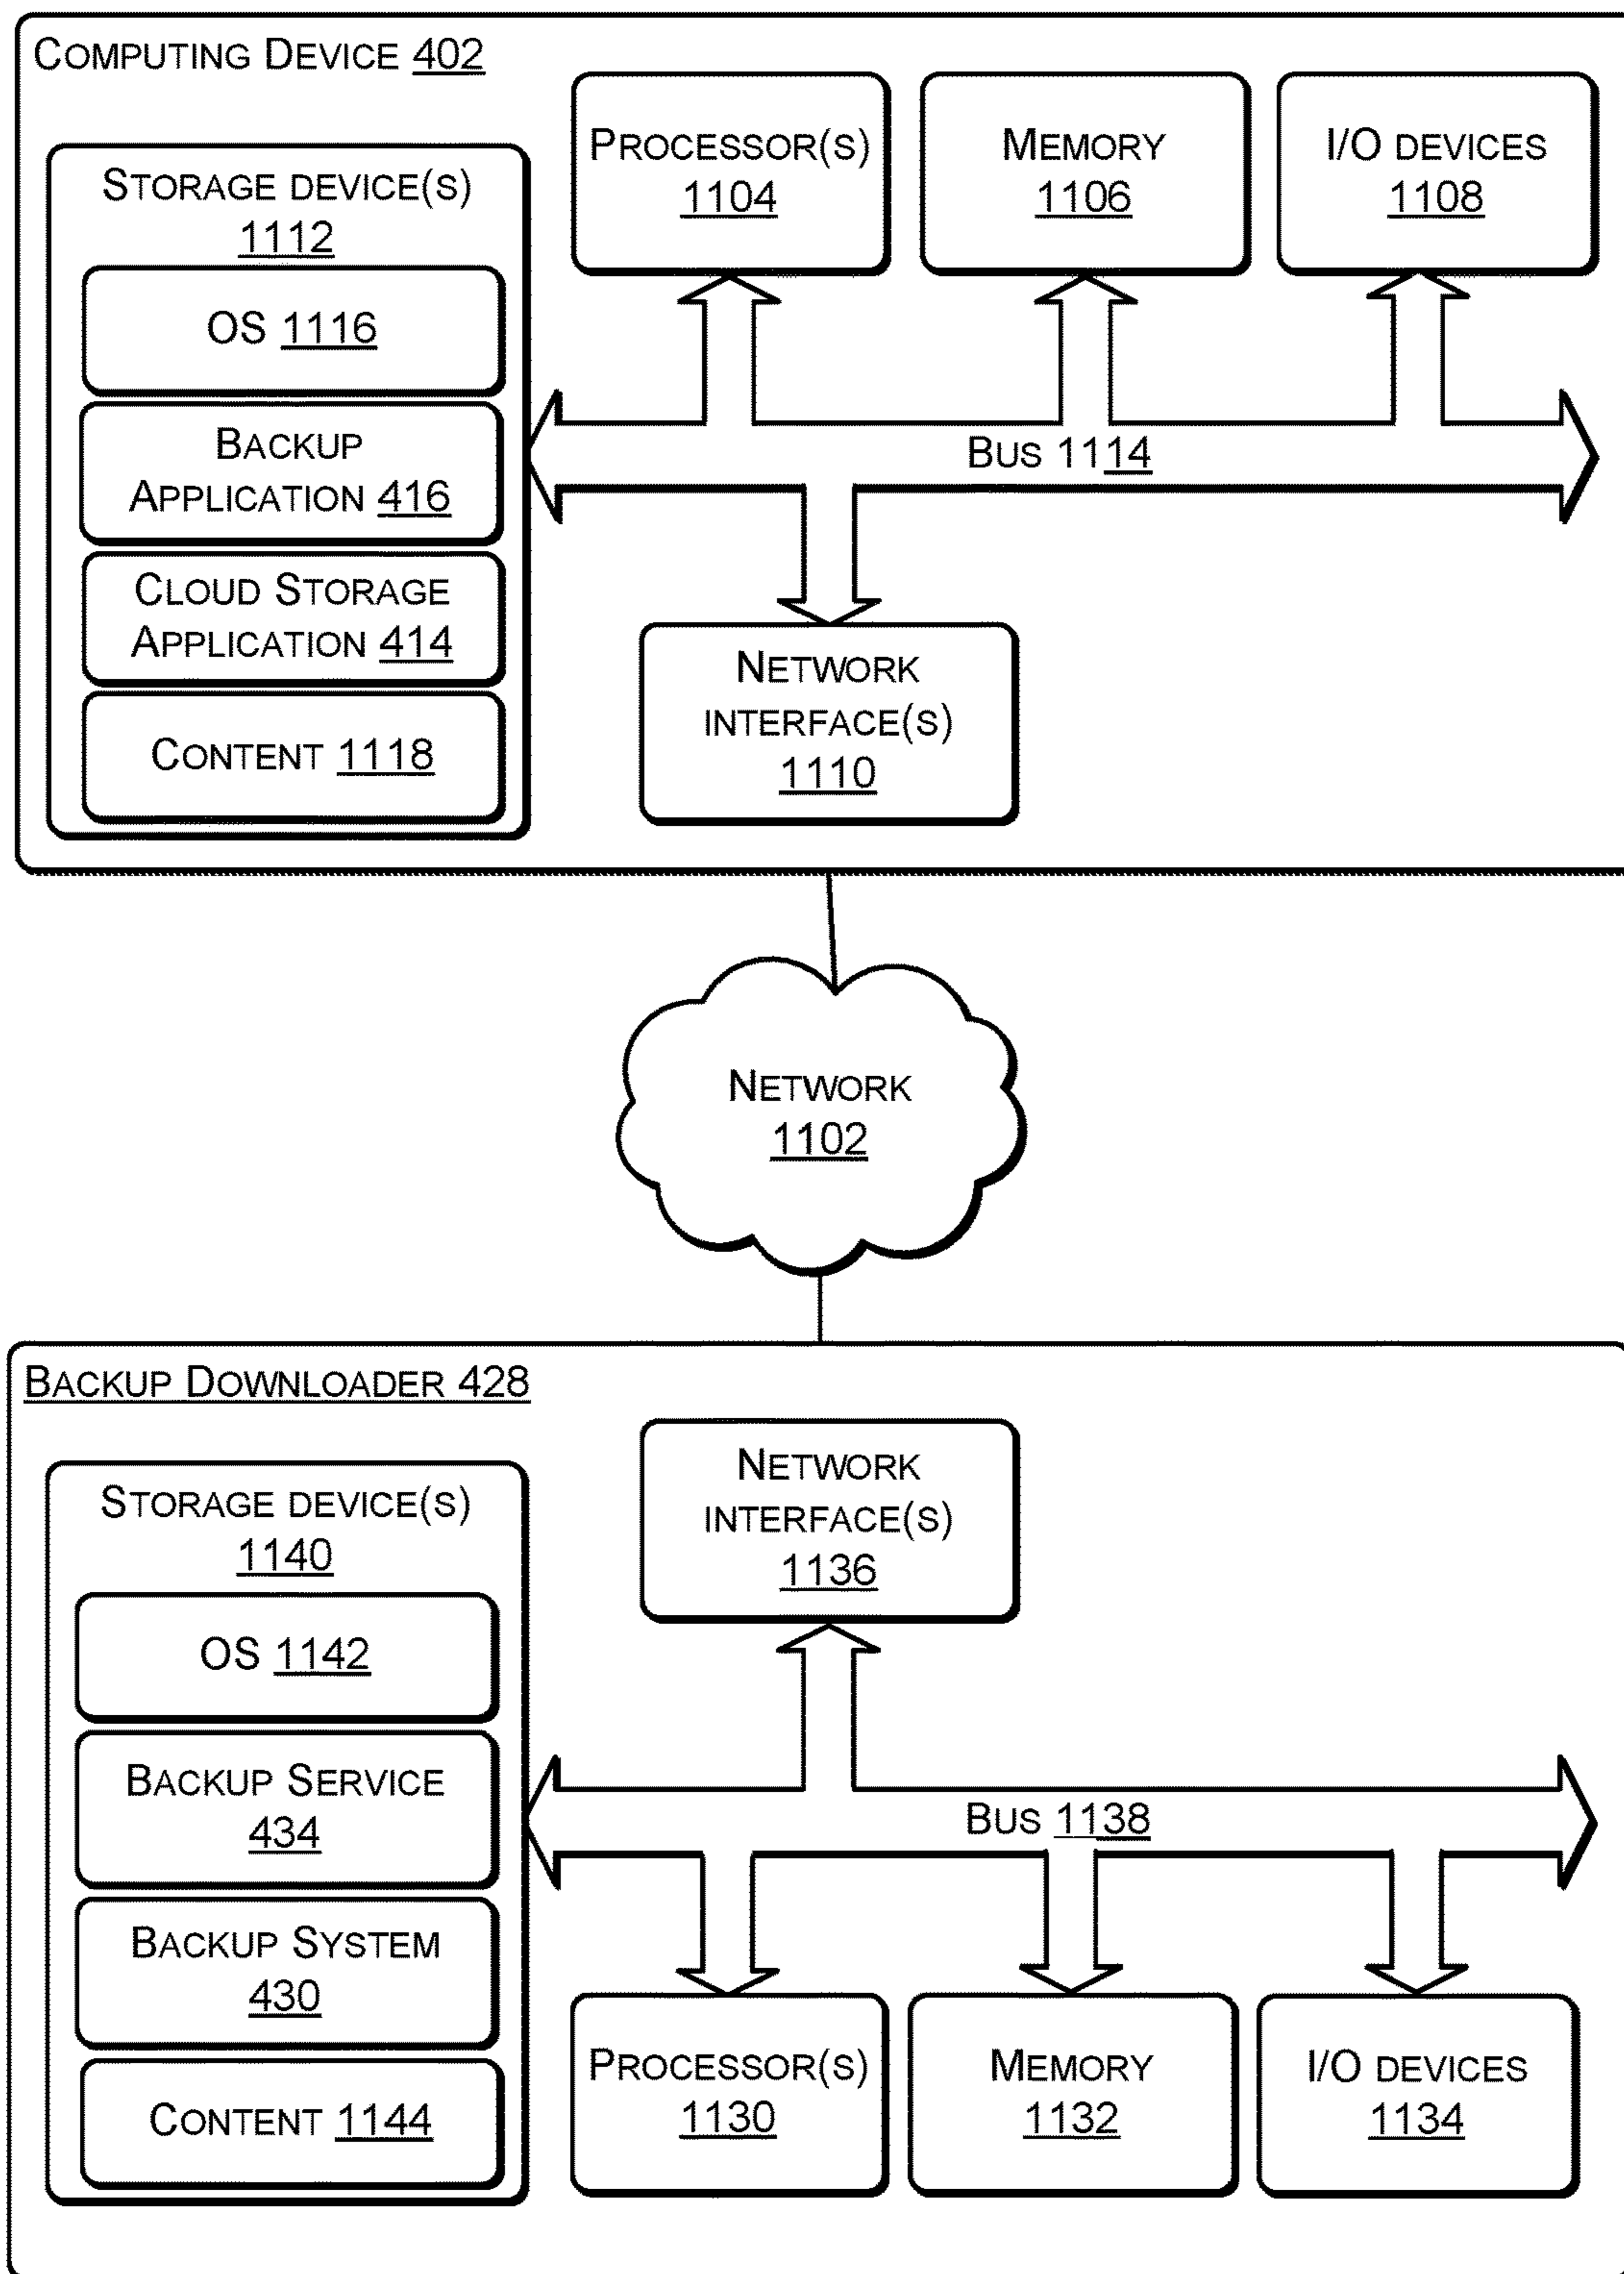 COMPUTING DEVICE 402
PROCESSOR(S)
1104
MEMORY
1106
I/O DEVICES
1108
STORAGE DEVICE(S)
1112
OS 1116
BACKUP
APPLICATION 416
CLOUD STORAGE
APPLICATION 414
CONTENT 1118
BUS 1114
NETWORK
INTERFACE(S)
1110
NETWORK
1102
BACKUP DOWNLOADER 428
STORAGE DEVICE(S)
1140
OS 1142
BACKUP SERVICE
434
BACKUP SYSTEM
430
CONTENT 1144
NETWORK
INTERFACE(S)
1136
BUS 1138
PROCESSOR(S)
1130
MEMORY
1132
I/O DEVICES
1134